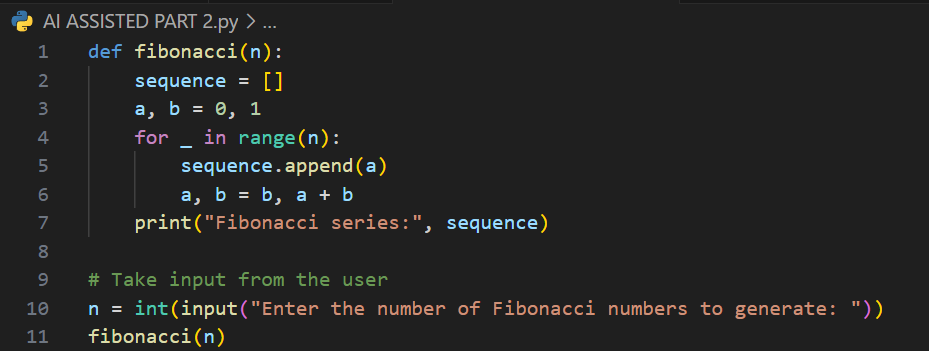 AI ASSISTED PART 2.py > ...
1 def fibonacci(n):
2     sequence = []
3     a, b = 0, 1
4     for _ in range(n):
5         sequence.append(a)
6         a, b = b, a + b
7     print("Fibonacci series:", sequence)
8
9 # Take input from the user
10 n = int(input("Enter the number of Fibonacci numbers to generate: "))
11 fibonacci(n)